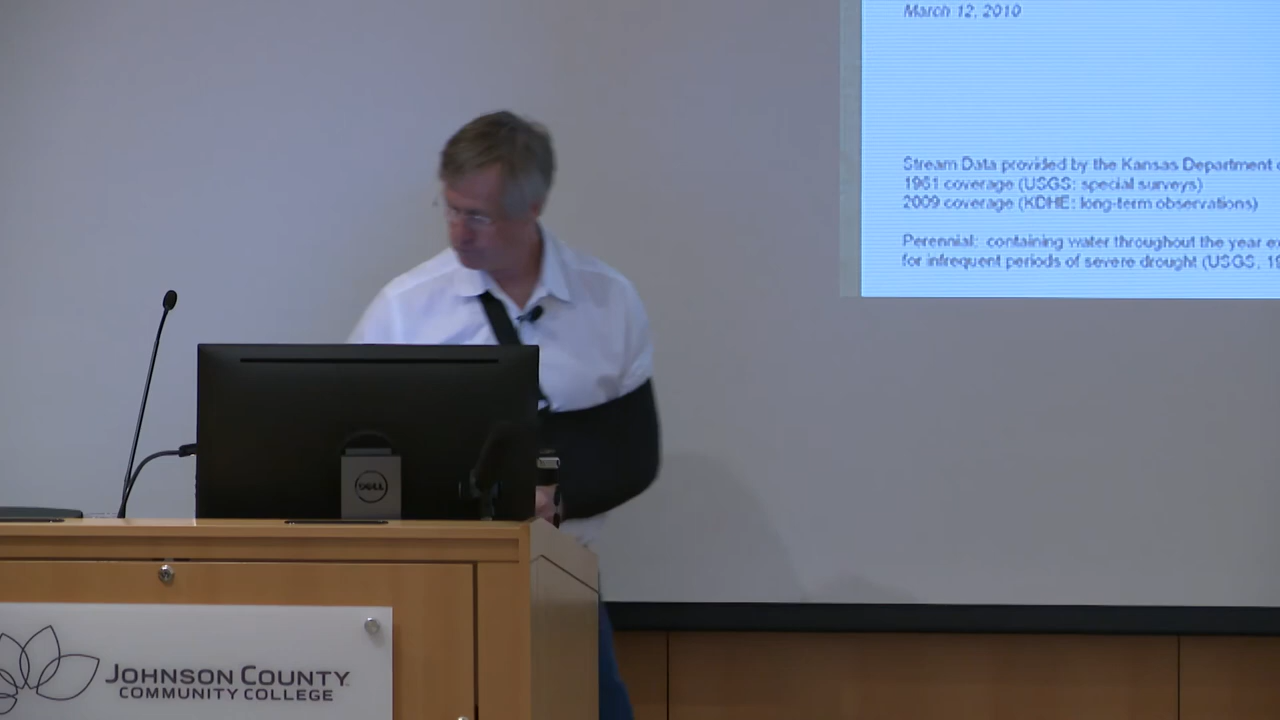 March 12, 2010
Stream Data provided by the Kansas Department
1961 coverage (USGS: special surveys)
2009 coverage (KDHE: long-term observations)
Perennial: containing water throughout the year
for infrequent periods of severe drought (USGS,
DELL
JOHNSON COUNTY
COMMUNITY COLLEGE